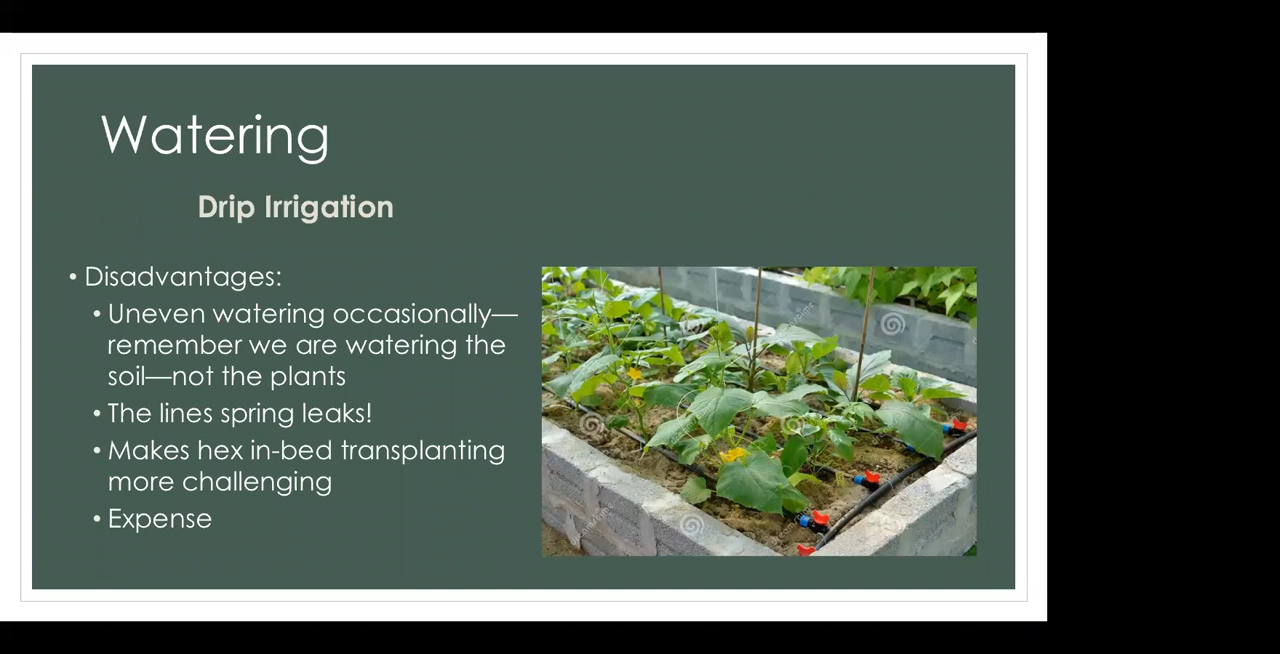 Watering
Drip Irrigation
• Disadvantages:
• Uneven watering occasionally—
remember we are watering the
soil—not the plants
• The lines spring leaks!
• Makes hex in-bed transplanting
more challenging
• Expense